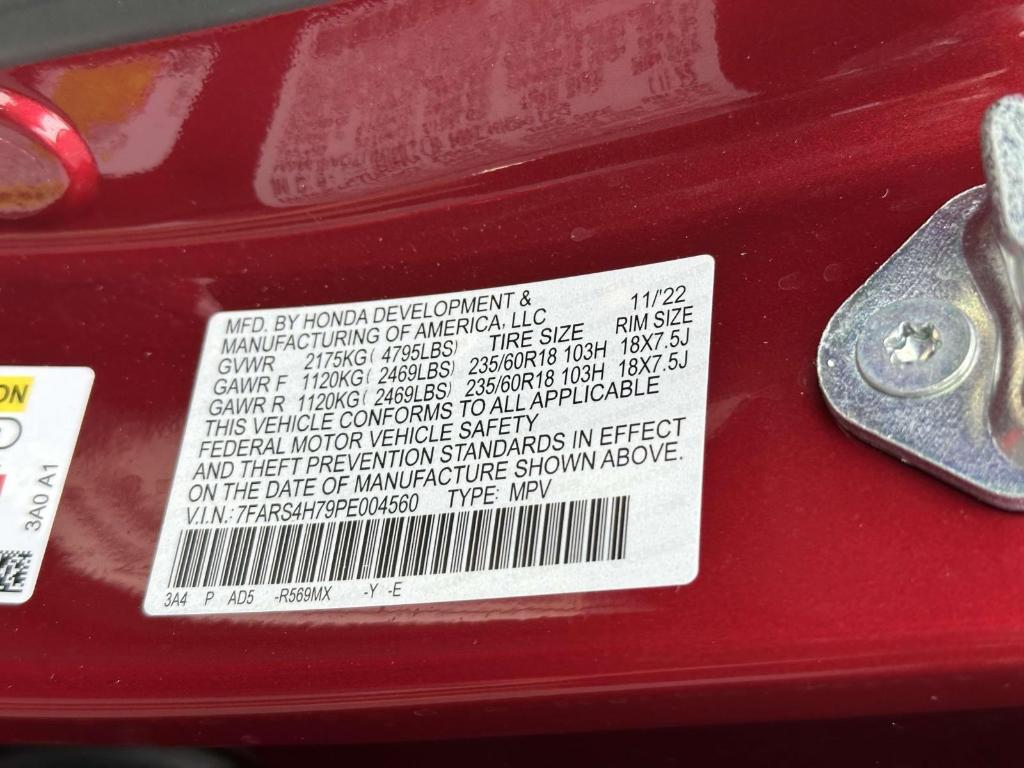 MFD. BY HONDA DEVELOPMENT & 11/'22
MANUFACTURING OF AMERICA, LLC
TIRE SIZE RIM SIZE
GVWR 2175KG( 4795LBS)
GAWR F 1120KG( 2469LBS) 235/60R18 103H 18X7.5J
GAWR R 1120KG( 2469LBS) 235/60R18 103H 18X7.5J
THIS VEHICLE CONFORMS TO ALL APPLICABLE
FEDERAL MOTOR VEHICLE SAFETY
AND THEFT PREVENTION STANDARDS IN EFFECT
ON THE DATE OF MANUFACTURE SHOWN ABOVE.
V.I.N.:7FARS4H79PE004560 TYPE: MPV
3A4 P AD5 -R569MX -Y -E
3A0 A1